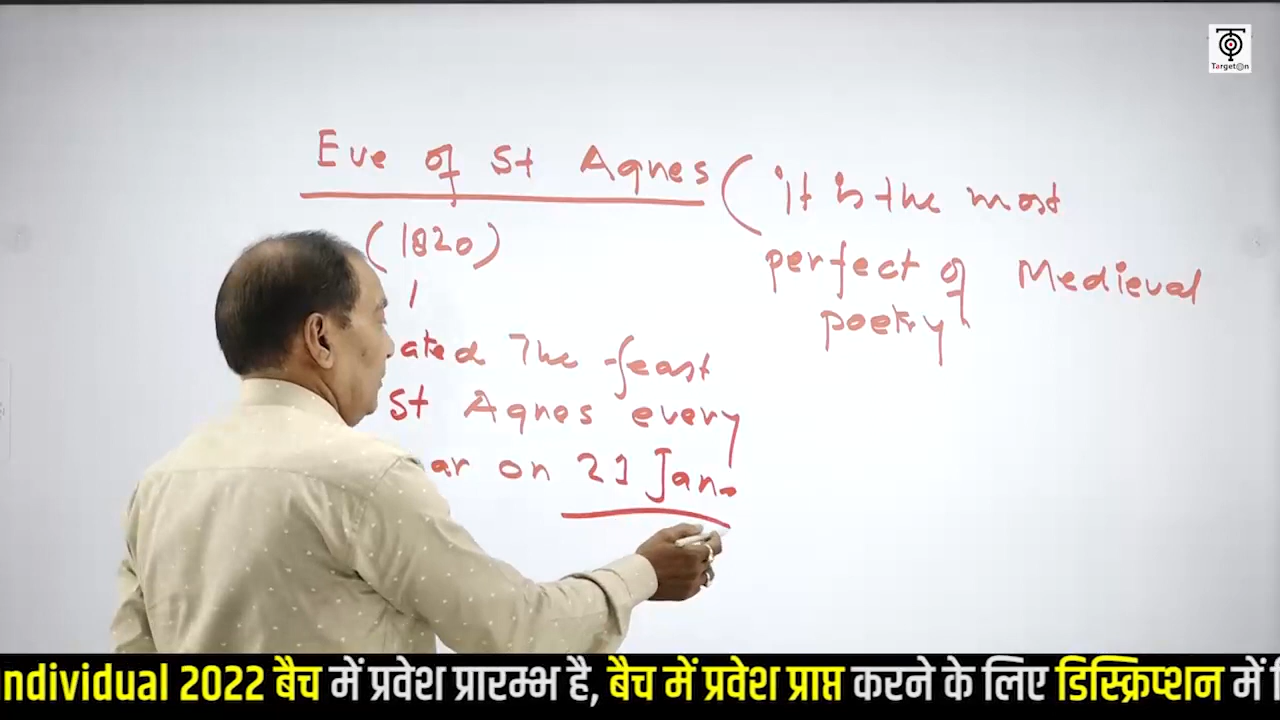 TargetOn
Eve of St Agnes ( it is the most
perfect of Medieval
poetry
(1820)
ated The feast
St Agnes every
ar on 21 Jan.
ndividual 2022 बैच में प्रवेश प्रारम्भ है, बैच में प्रवेश प्राप्त करने के लिए डिस्क्रिप्शन में